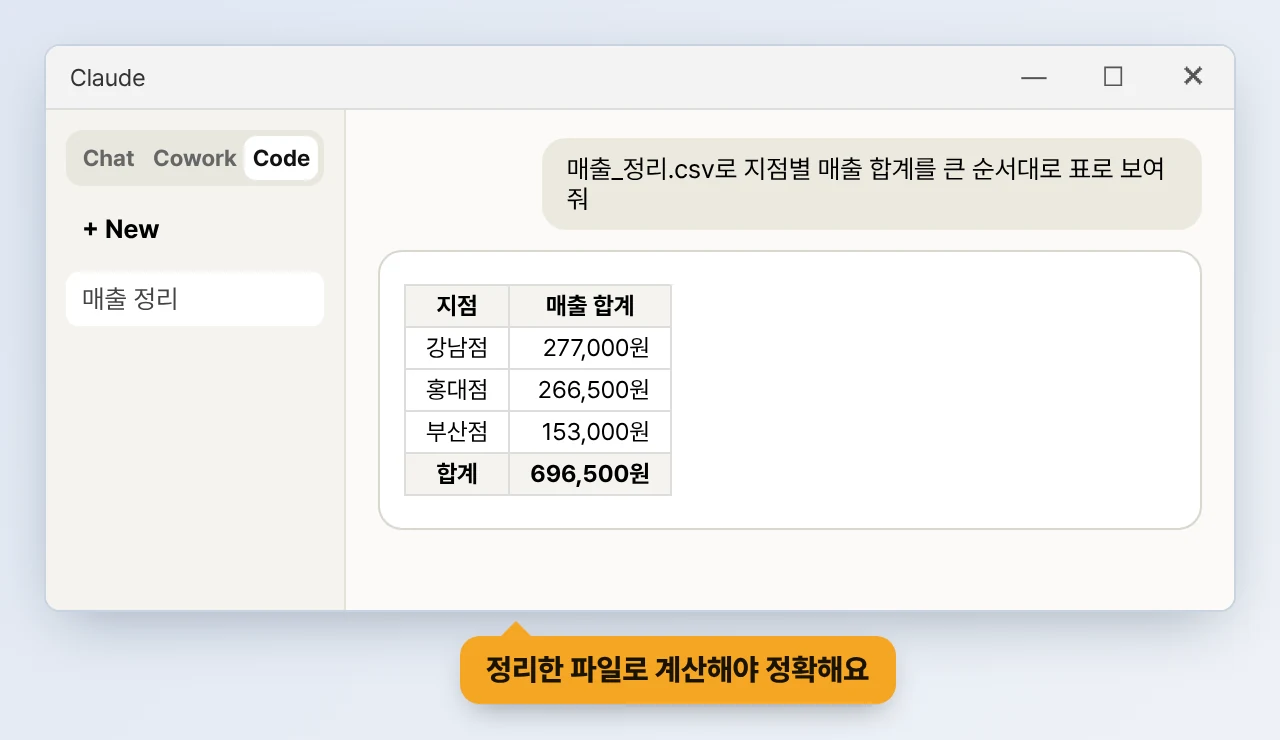 Claude
Chat Cowork Code
+ New
매출 정리
매출_정리.csv로 지점별 매출 합계를 큰 순서대로 표로 보여
줘
지점 매출 합계
강남점 277,000원
홍대점 266,500원
부산점 153,000원
합계 696,500원
정리한 파일로 계산해야 정확해요